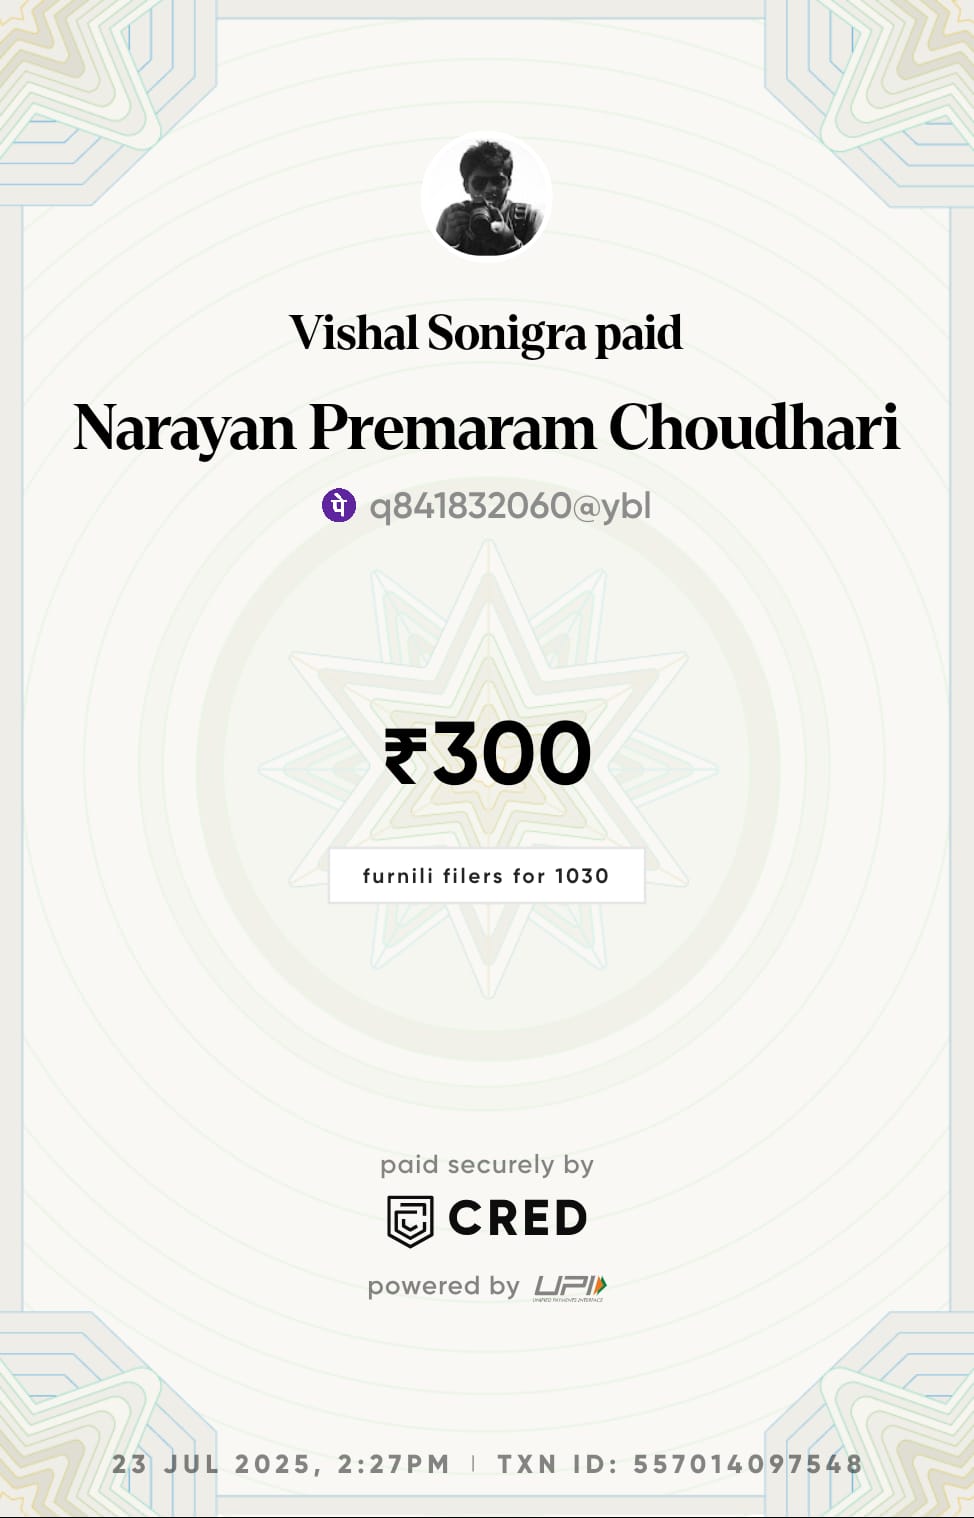 Vishal Sonigra paid
Narayan Premaram Choudhari
पे q841832060@ybl
₹300
furnili filers for 1030
paid securely by
CRED
powered by UPI
UNIFIED PAYMENTS INTERFACE
23 JUL 2025, 2:27PM | TXN ID: 557014097548